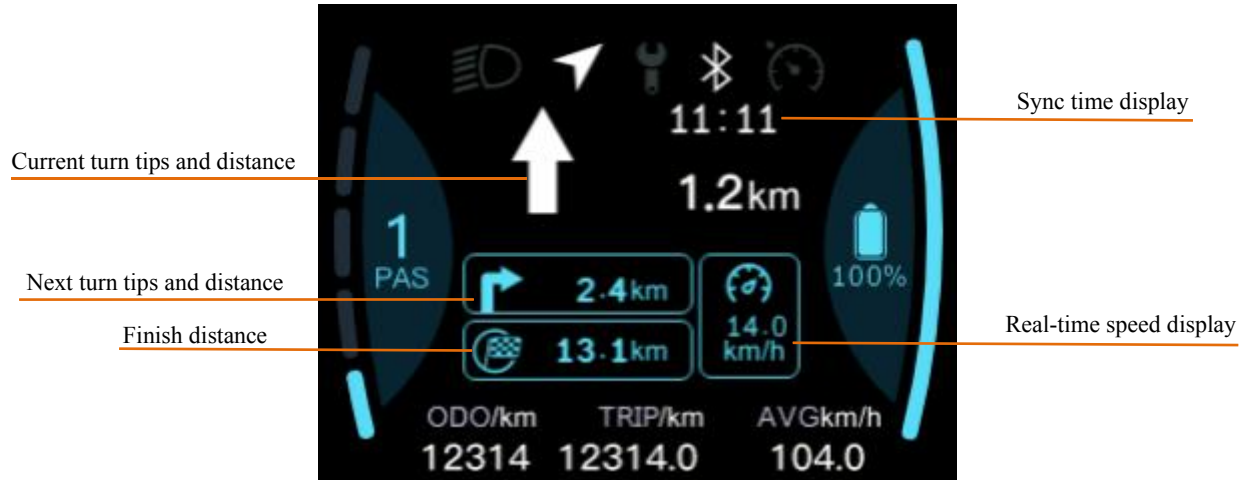 Sync time display
11:11
Current turn tips and distance
1.2km
1
PAS
100%
Next turn tips and distance
2.4km
14.0
km/h
Real-time speed display
Finish distance
13.1km
ODO/km TRIP/km AVGkm/h
12314 12314.0 104.0